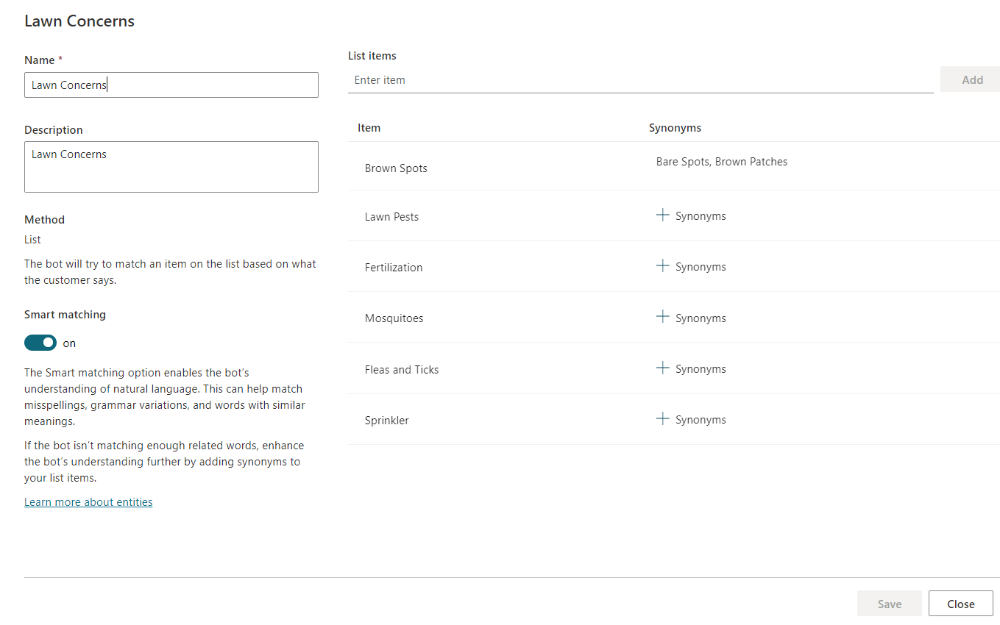 Lawn Concerns
Name *
Lawn Concerns
Description
Lawn Concerns
Method
List
The bot will try to match an item on the list based on what
the customer says.
Smart matching
on
The Smart matching option enables the bot’s
understanding of natural language. This can help match
misspellings, grammar variations, and words with similar
meanings.
If the bot isn’t matching enough related words, enhance
the bot’s understanding further by adding synonyms to
your list items.
Learn more about entities
List items
Enter item
Add
Item Synonyms
Brown Spots Bare Spots, Brown Patches
Lawn Pests Synonyms
Fertilization Synonyms
Mosquitoes Synonyms
Fleas and Ticks Synonyms
Sprinkler Synonyms
Save
Close